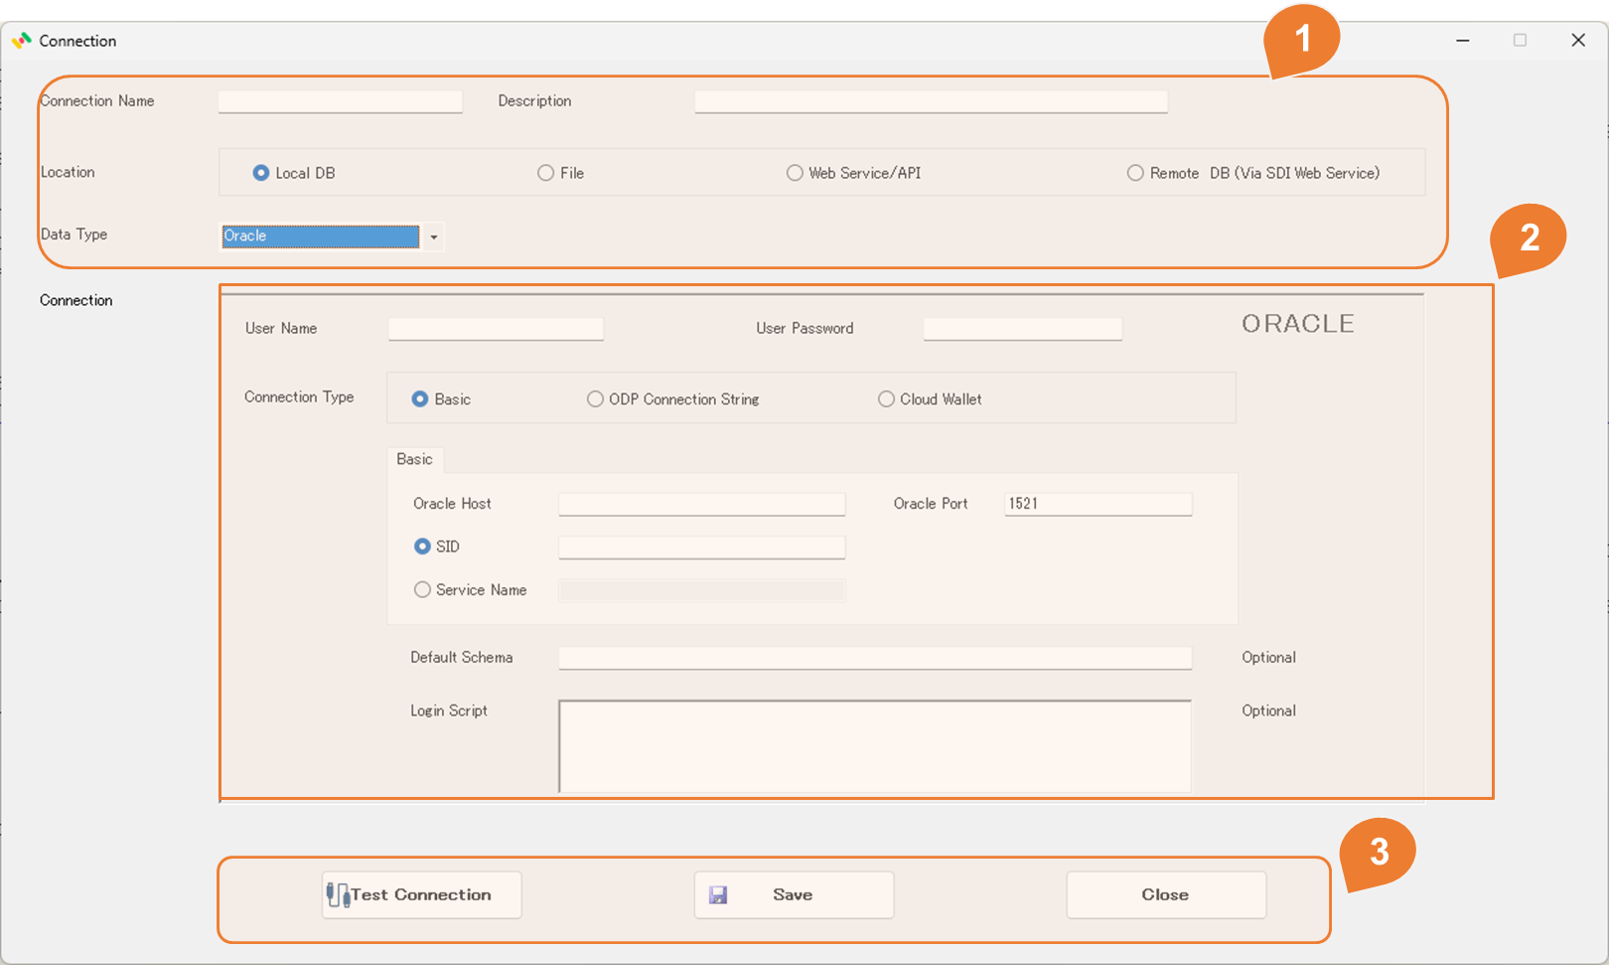 1
Connection
Connection Name
Description
Location
Local DB
File
Web Service/API
Remote DB (Via SDI Web Service)
Data Type
Oracle
2
Connection
User Name
User Password
ORACLE
Connection Type
Basic
ODP Connection String
Cloud Wallet
Basic
Oracle Host
Oracle Port
1521
SID
Service Name
Default Schema
Optional
Login Script
Optional
3
Test Connection
Save
Close